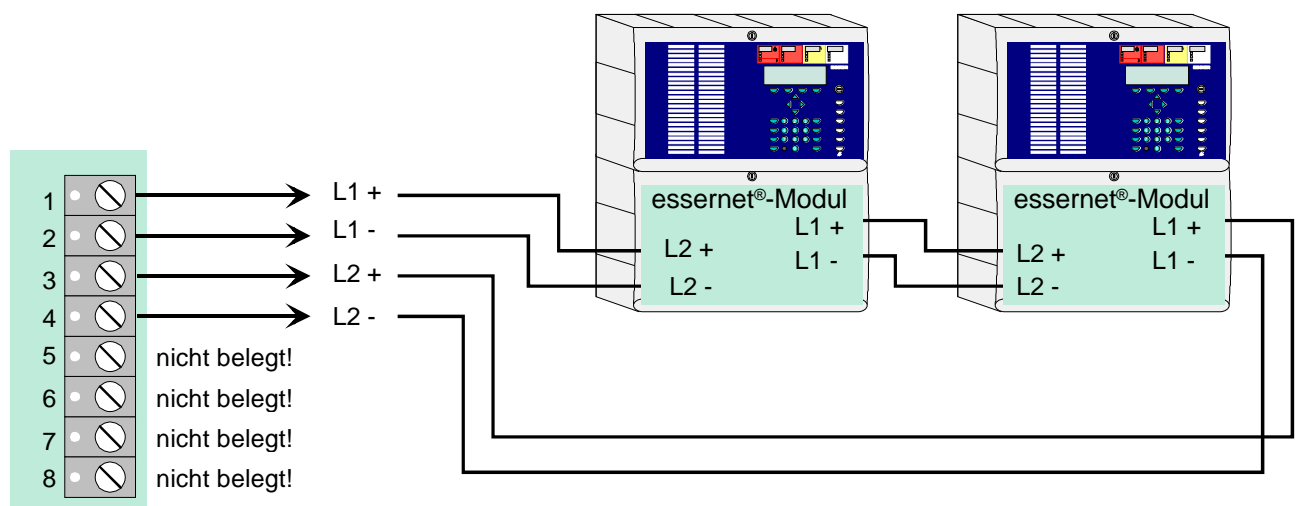 1 L1 +
2 L1 -
3 L2 +
4 L2 -
5 nicht belegt!
6 nicht belegt!
7 nicht belegt!
8 nicht belegt!
essernet®-Modul
L1 +
L2 +
L1 -
L2 -
essernet®-Modul
L1 +
L2 +
L1 -
L2 -